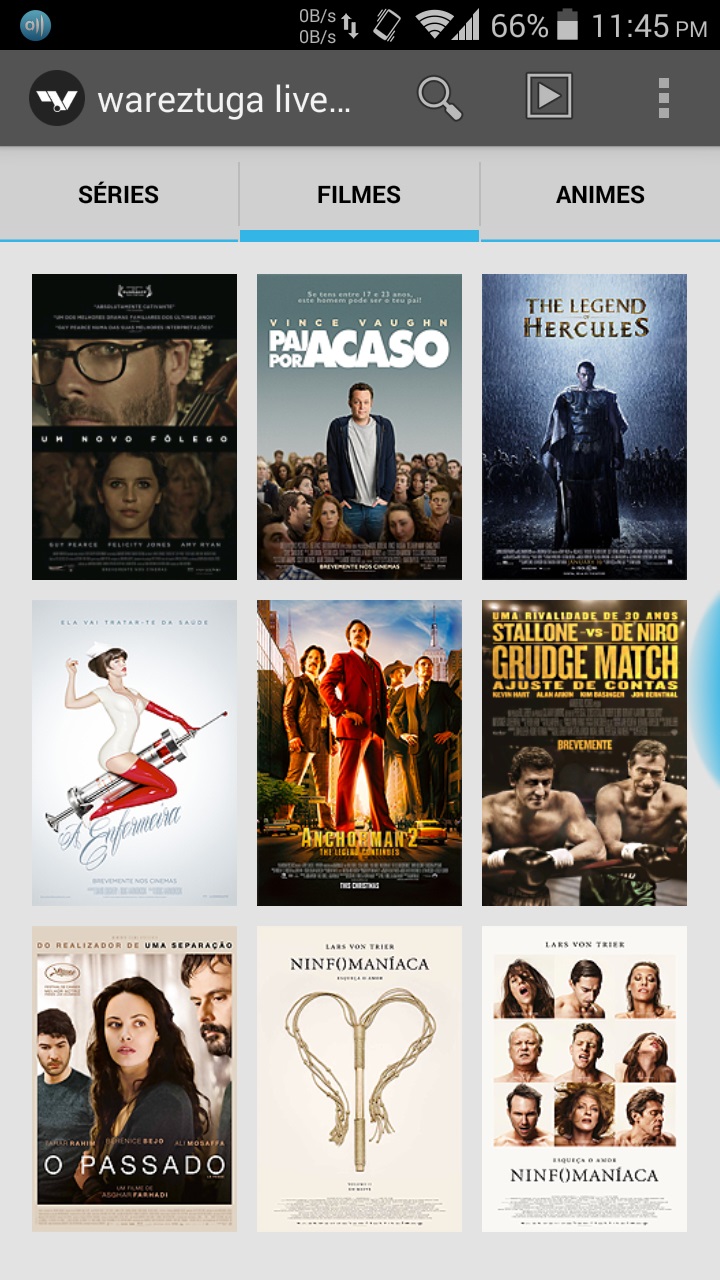 0B/s
0B/s
66%
11:45 PM
wareztuga live...
SÉRIES
FILMES
ANIMES
"ABSOLUTAMENTE CATIVANTE"
"UM DOS MELHORES DRAMAS FAMILIARES DOS ÚLTIMOS ANOS"
"GUY PEARCE NUMA DAS SUAS MELHORES INTERPRETAÇÕES"
UM NOVO FÔLEGO
GUY PEARCE FELICITY JONES AMY RYAN
BREVEMENTE NOS CINEMAS
Se tens entre 17 e 23 anos,
este homem pode ser o teu pai!
VINCE VAUGHN
PAI
POR ACASO
BREVEMENTE NOS CINEMAS
THE LEGEND
OF
HERCULES
ELA VAI TRATAR-TE DA SAÚDE
A Enfermeira
BREVEMENTE NOS CINEMAS
ANCHORMAN 2
THE LEGEND CONTINUES
THIS CHRISTMAS
UMA RIVALIDADE DE 30 ANOS
STALLONE -VS- DE NIRO
GRUDGE MATCH
AJUSTE DE CONTAS
KEVIN HART ALAN ARKIN KIM BASINGER JON BERNTHAL
BREVEMENTE
DO REALIZADOR DE UMA SEPARAÇÃO
TAHAR RAHIM BÉRÉNICE BEJO ALI MOSAFFA
O PASSADO
UM FILME DE
ASGHAR FARHADI
LARS VON TRIER
NINF()MANÍACA
ESQUEÇA O AMOR
LARS VON TRIER
ESQUEÇA O AMOR
NINF()MANÍACA